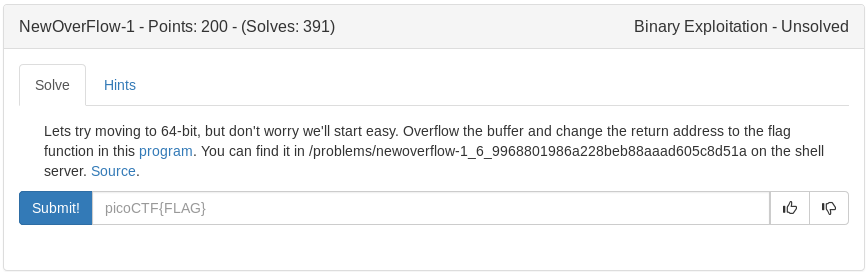 NewOverFlow-1 - Points: 200 - (Solves: 391) Binary Exploitation - Unsolved
Solve Hints
Lets try moving to 64-bit, but don't worry we'll start easy. Overflow the buffer and change the return address to the flag
function in this program. You can find it in /problems/newoverflow-1_6_9968801986a228beb88aaad605c8d51a on the shell
server. Source.
Submit! picoCTF{FLAG}